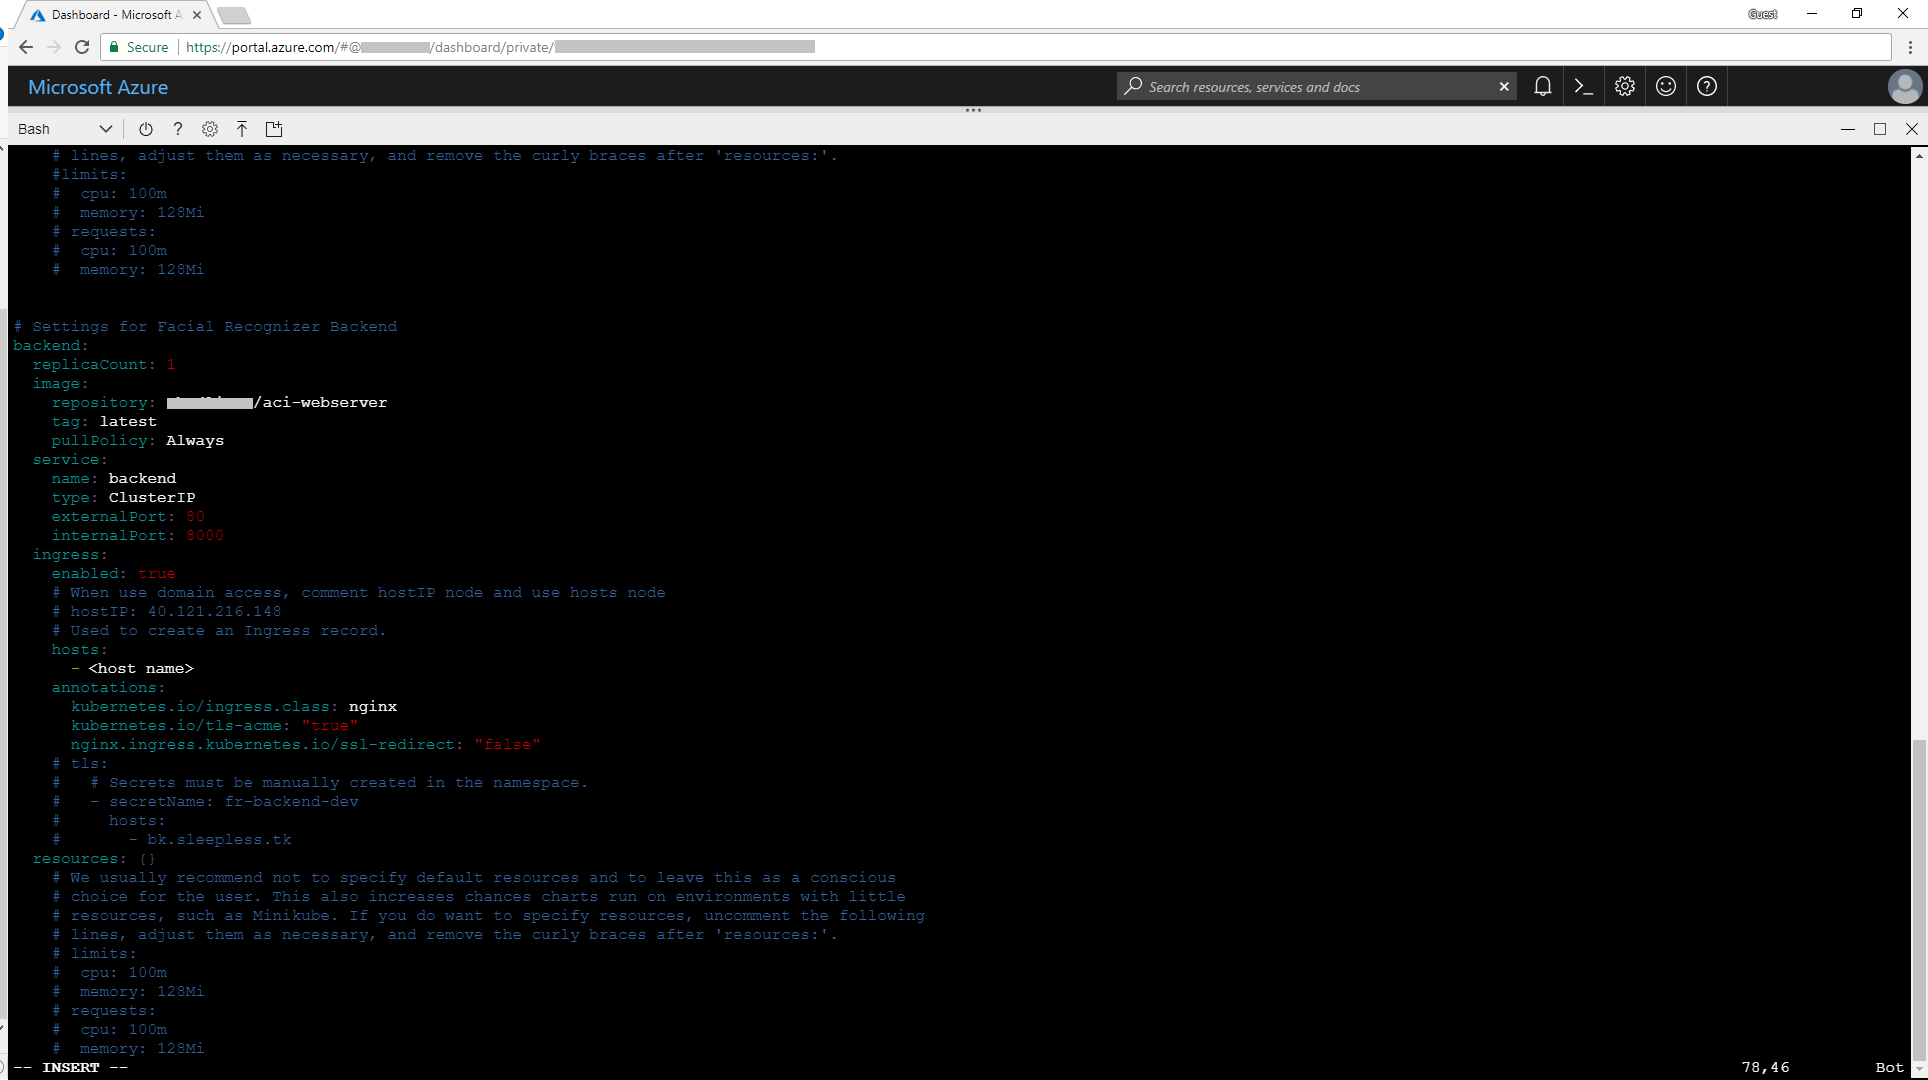 Dashboard - Microsoft A
Guest
Secure
https://portal.azure.com/#@ /dashboard/private/
Microsoft Azure
Search resources, services and docs
Bash
# lines, adjust them as necessary, and remove the curly braces after 'resources:'.
#limits:
#  cpu: 100m
#  memory: 128Mi
# requests:
#  cpu: 100m
#  memory: 128Mi
# Settings for Facial Recognizer Backend
backend:
replicaCount: 1
image:
repository: /aci-webserver
tag: latest
pullPolicy: Always
service:
name: backend
type: ClusterIP
externalPort: 80
internalPort: 8000
ingress:
enabled: true
# When use domain access, comment hostIP node and use hosts node
# hostIP: 40.121.216.148
# Used to create an Ingress record.
hosts:
- <host name>
annotations:
kubernetes.io/ingress.class: nginx
kubernetes.io/tls-acme: "true"
nginx.ingress.kubernetes.io/ssl-redirect: "false"
# tls:
#   # Secrets must be manually created in the namespace.
#   - secretName: fr-backend-dev
#     hosts:
#       - bk.sleepless.tk
resources: {}
# We usually recommend not to specify default resources and to leave this as a conscious
# choice for the user. This also increases chances charts run on environments with little
# resources, such as Minikube. If you do want to specify resources, uncomment the following
# lines, adjust them as necessary, and remove the curly braces after 'resources:'.
# limits:
#  cpu: 100m
#  memory: 128Mi
# requests:
#  cpu: 100m
#  memory: 128Mi
-- INSERT --
78,46
Bot